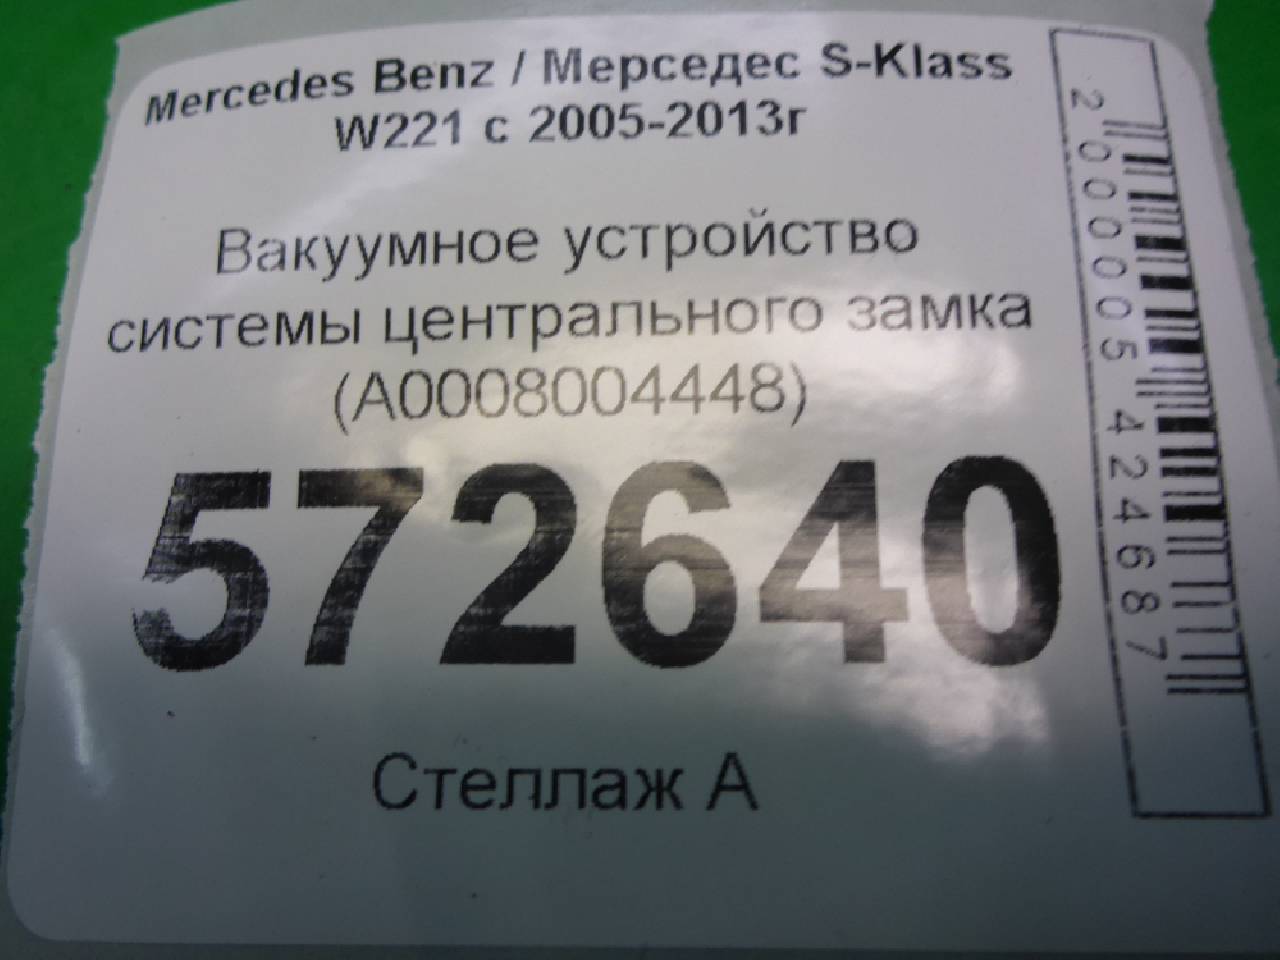 Mercedes Benz / Мерседес S-Klass
W221 с 2005-2013г
Вакуумное устройство
системы центрального замка
(A0008004448)
572640
Стеллаж А
2000005424687